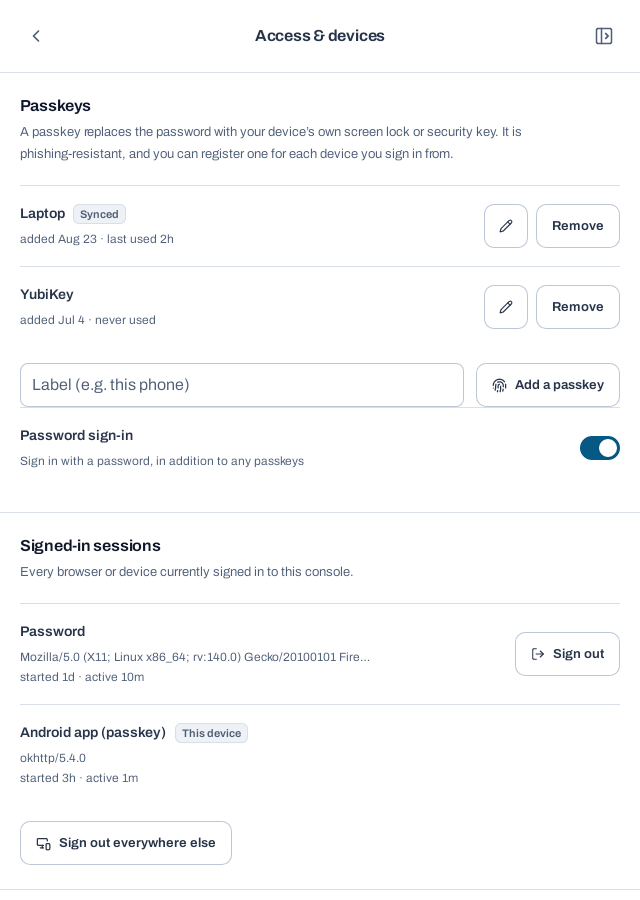 Access & devices
Passkeys
A passkey replaces the password with your device's own screen lock or security key. It is
phishing-resistant, and you can register one for each device you sign in from.
Laptop Synced
added Aug 23 · last used 2h
Remove
YubiKey
added Jul 4 · never used
Remove
Label (e.g. this phone)
Add a passkey
Password sign-in
Sign in with a password, in addition to any passkeys
Signed-in sessions
Every browser or device currently signed in to this console.
Password
Mozilla/5.0 (X11; Linux x86_64; rv:140.0) Gecko/20100101 Fire…
started 1d · active 10m
Sign out
Android app (passkey) This device
okhttp/5.4.0
started 3h · active 1m
Sign out everywhere else